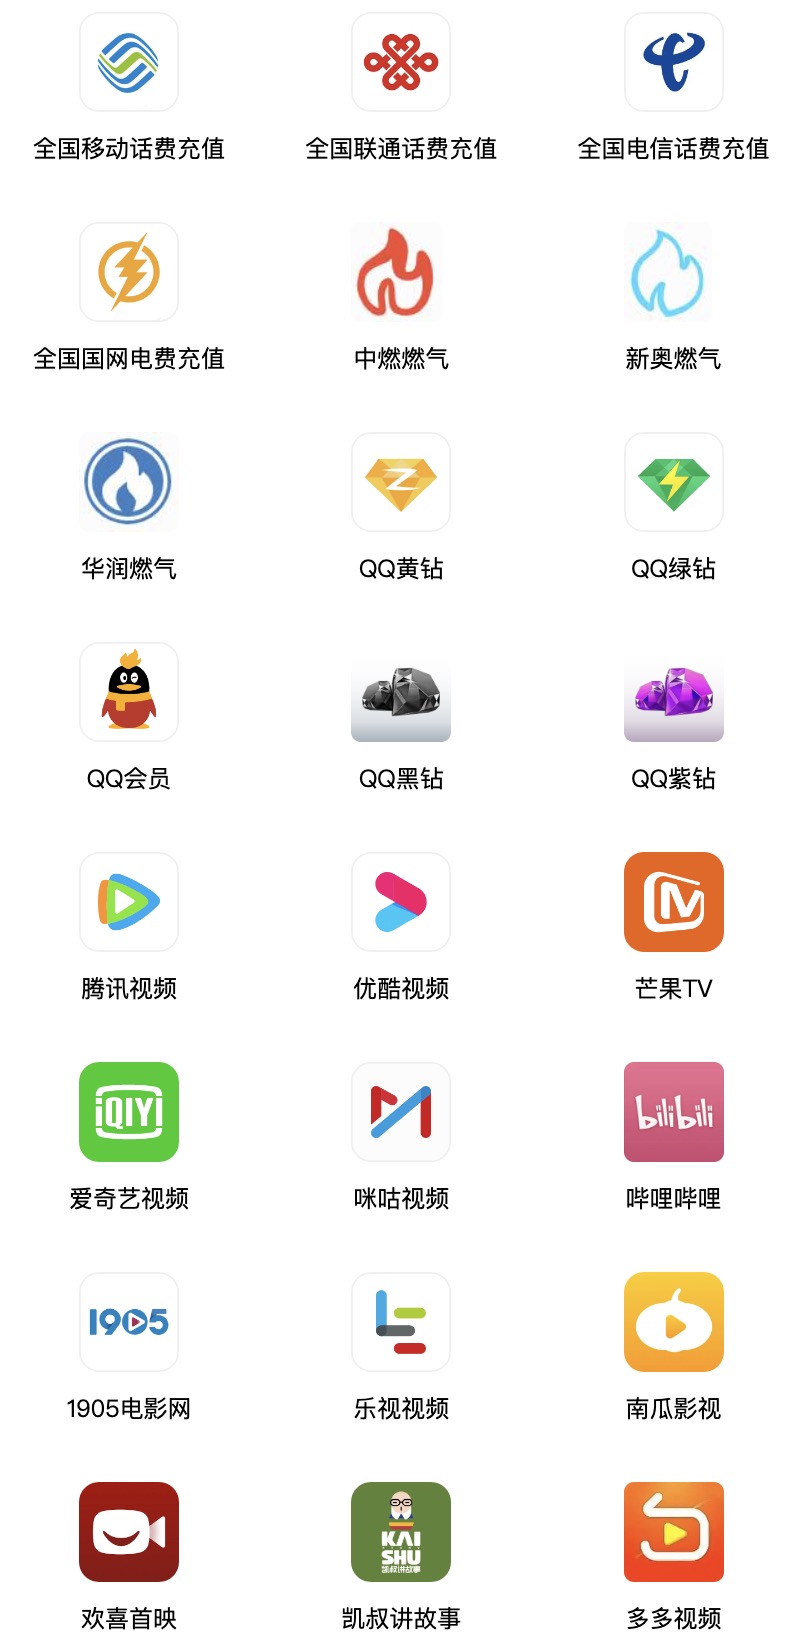 全国移动话费充值
全国联通话费充值
全国电信话费充值
全国国网电费充值
中燃燃气
新奥燃气
Z
华润燃气
QQ黄钻
QQ绿钻
QQ会员
QQ黑钻
QQ紫钻
腾讯视频
优酷视频
芒果TV
iQIYI
bilibili
爱奇艺视频
咪咕视频
哔哩哔哩
1905
1905电影网
乐视视频
南瓜影视
KAI
SHU
凯叔讲故事
欢喜首映
凯叔讲故事
多多视频